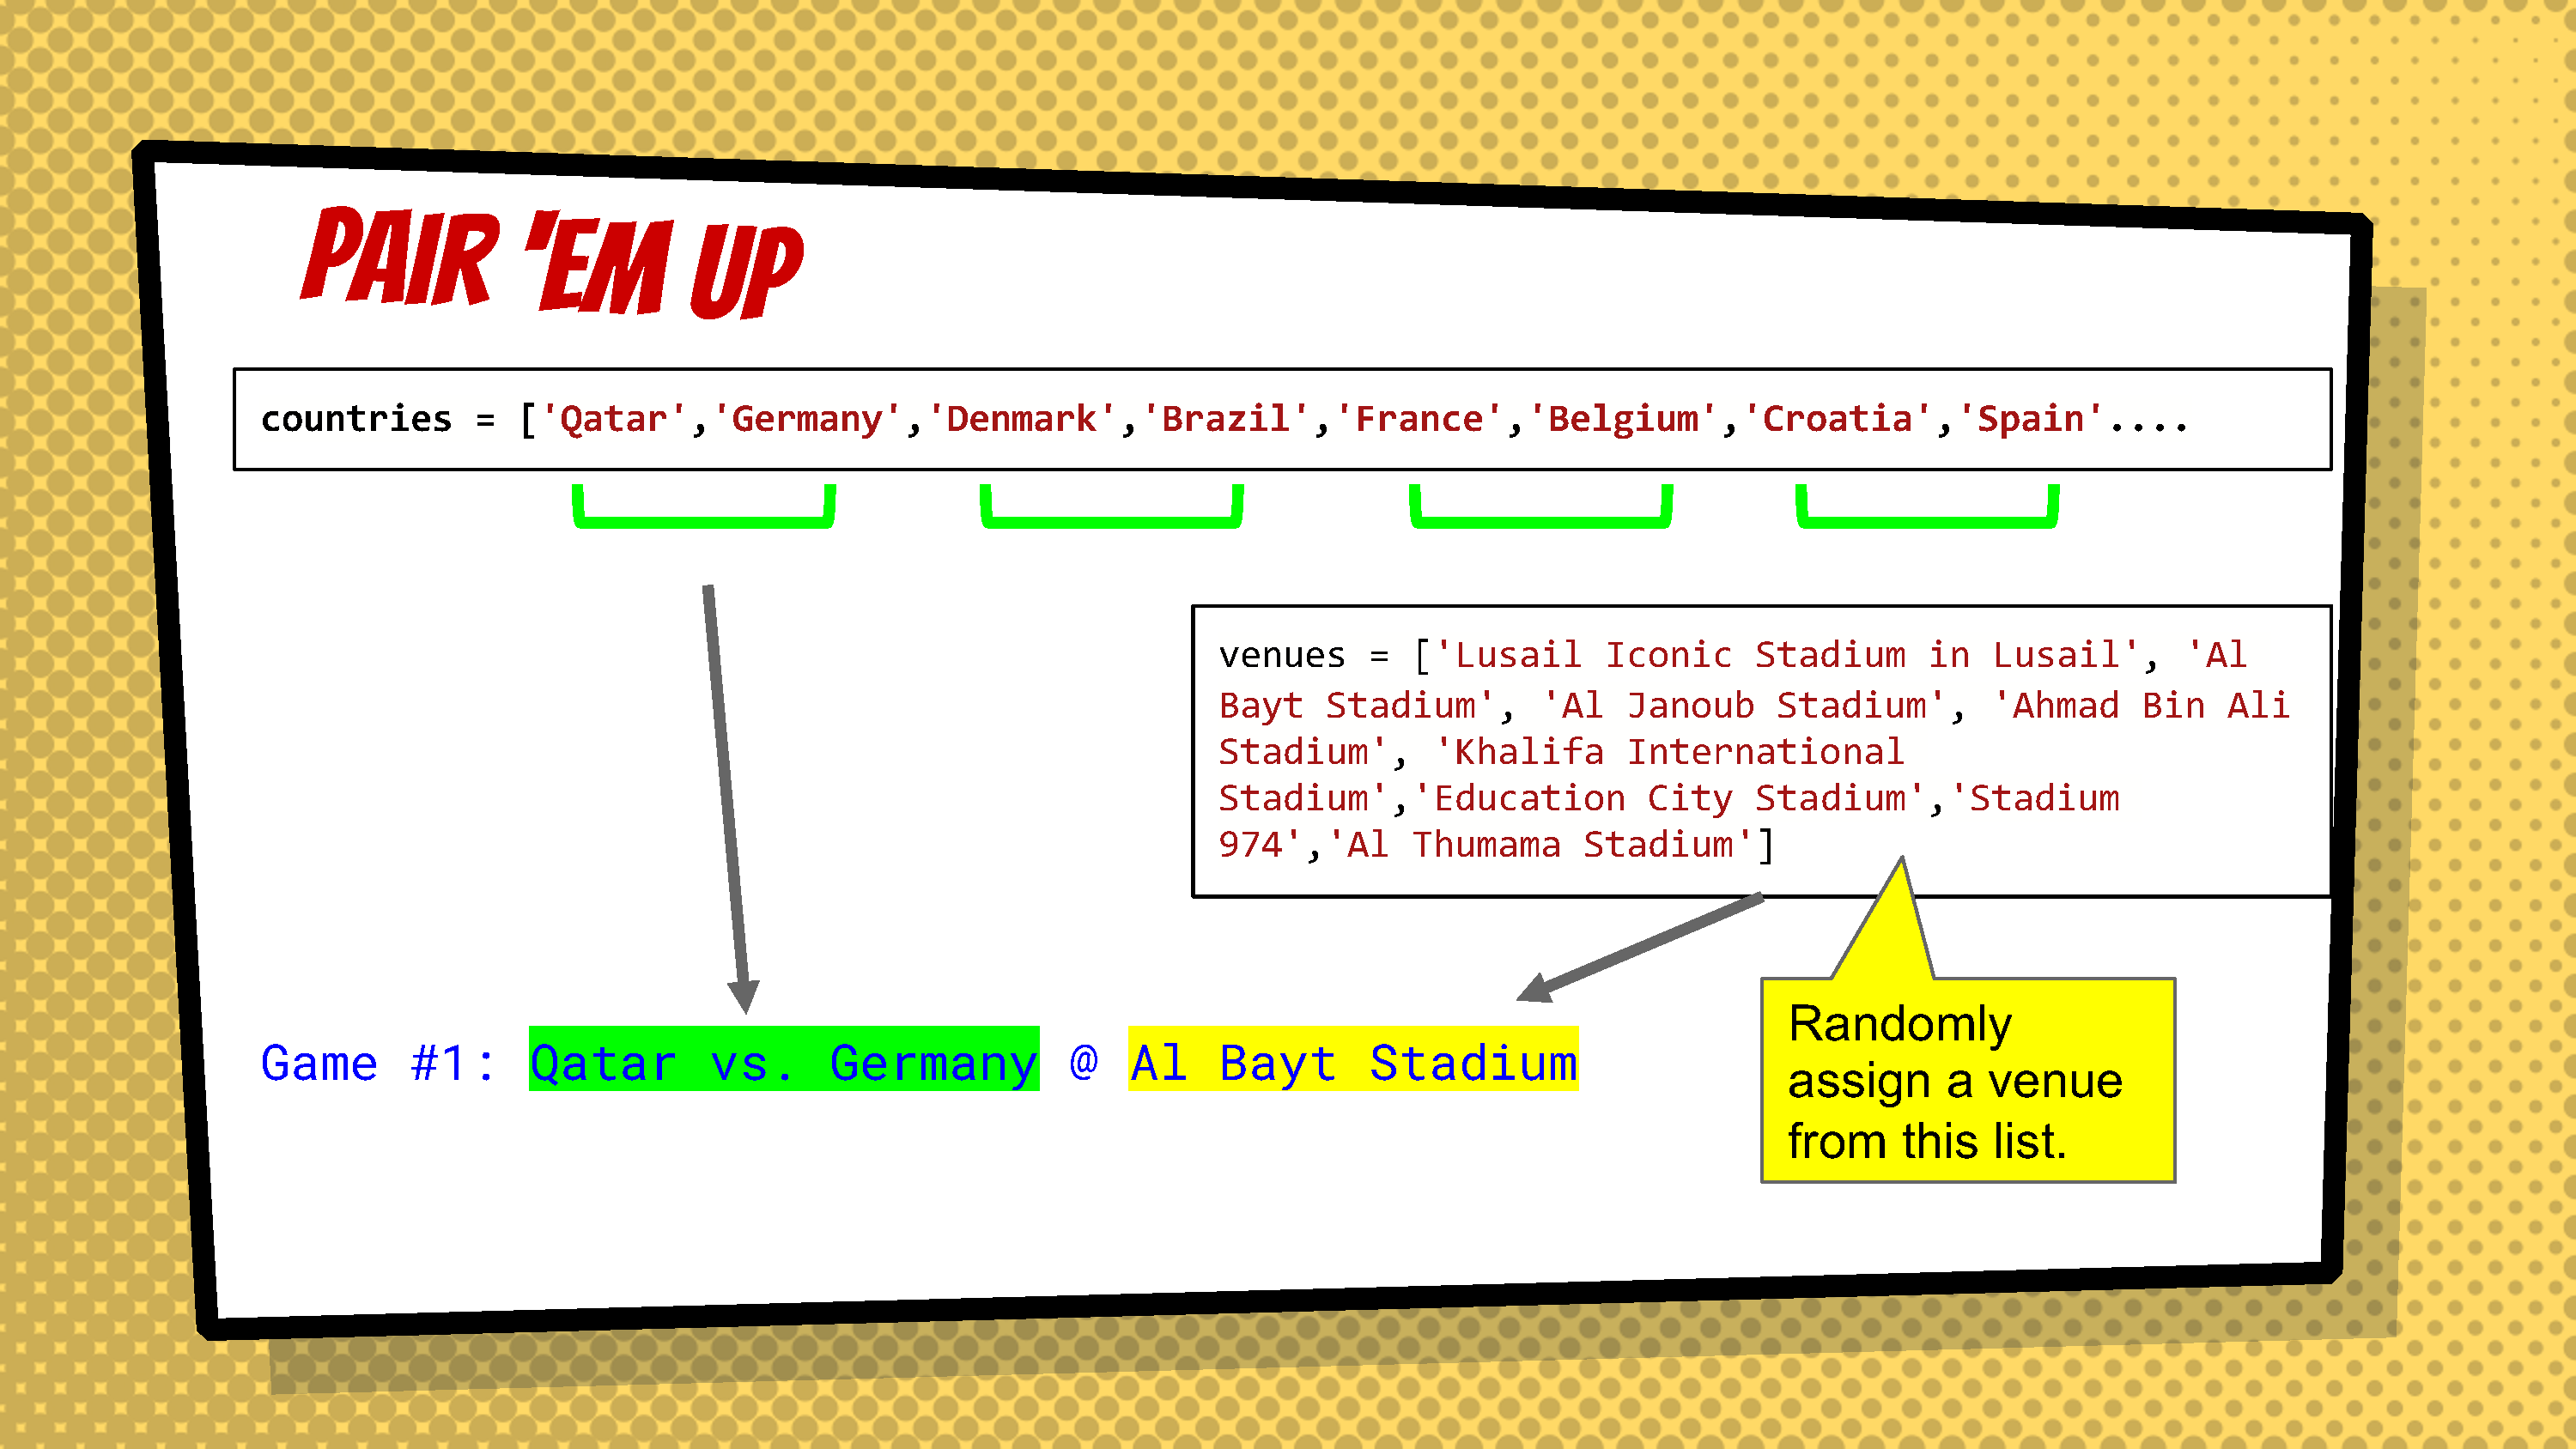 PAIR 'EM UP
countries = ['Qatar','Germany','Denmark','Brazil','France','Belgium','Croatia','Spain'....
venues = ['Lusail Iconic Stadium in Lusail', 'Al
Bayt Stadium', 'Al Janoub Stadium', 'Ahmad Bin Ali
Stadium', 'Khalifa International
Stadium','Education City Stadium','Stadium
974','Al Thumama Stadium']
Game #1: Qatar vs. Germany @ Al Bayt Stadium
Randomly
assign a venue
from this list.